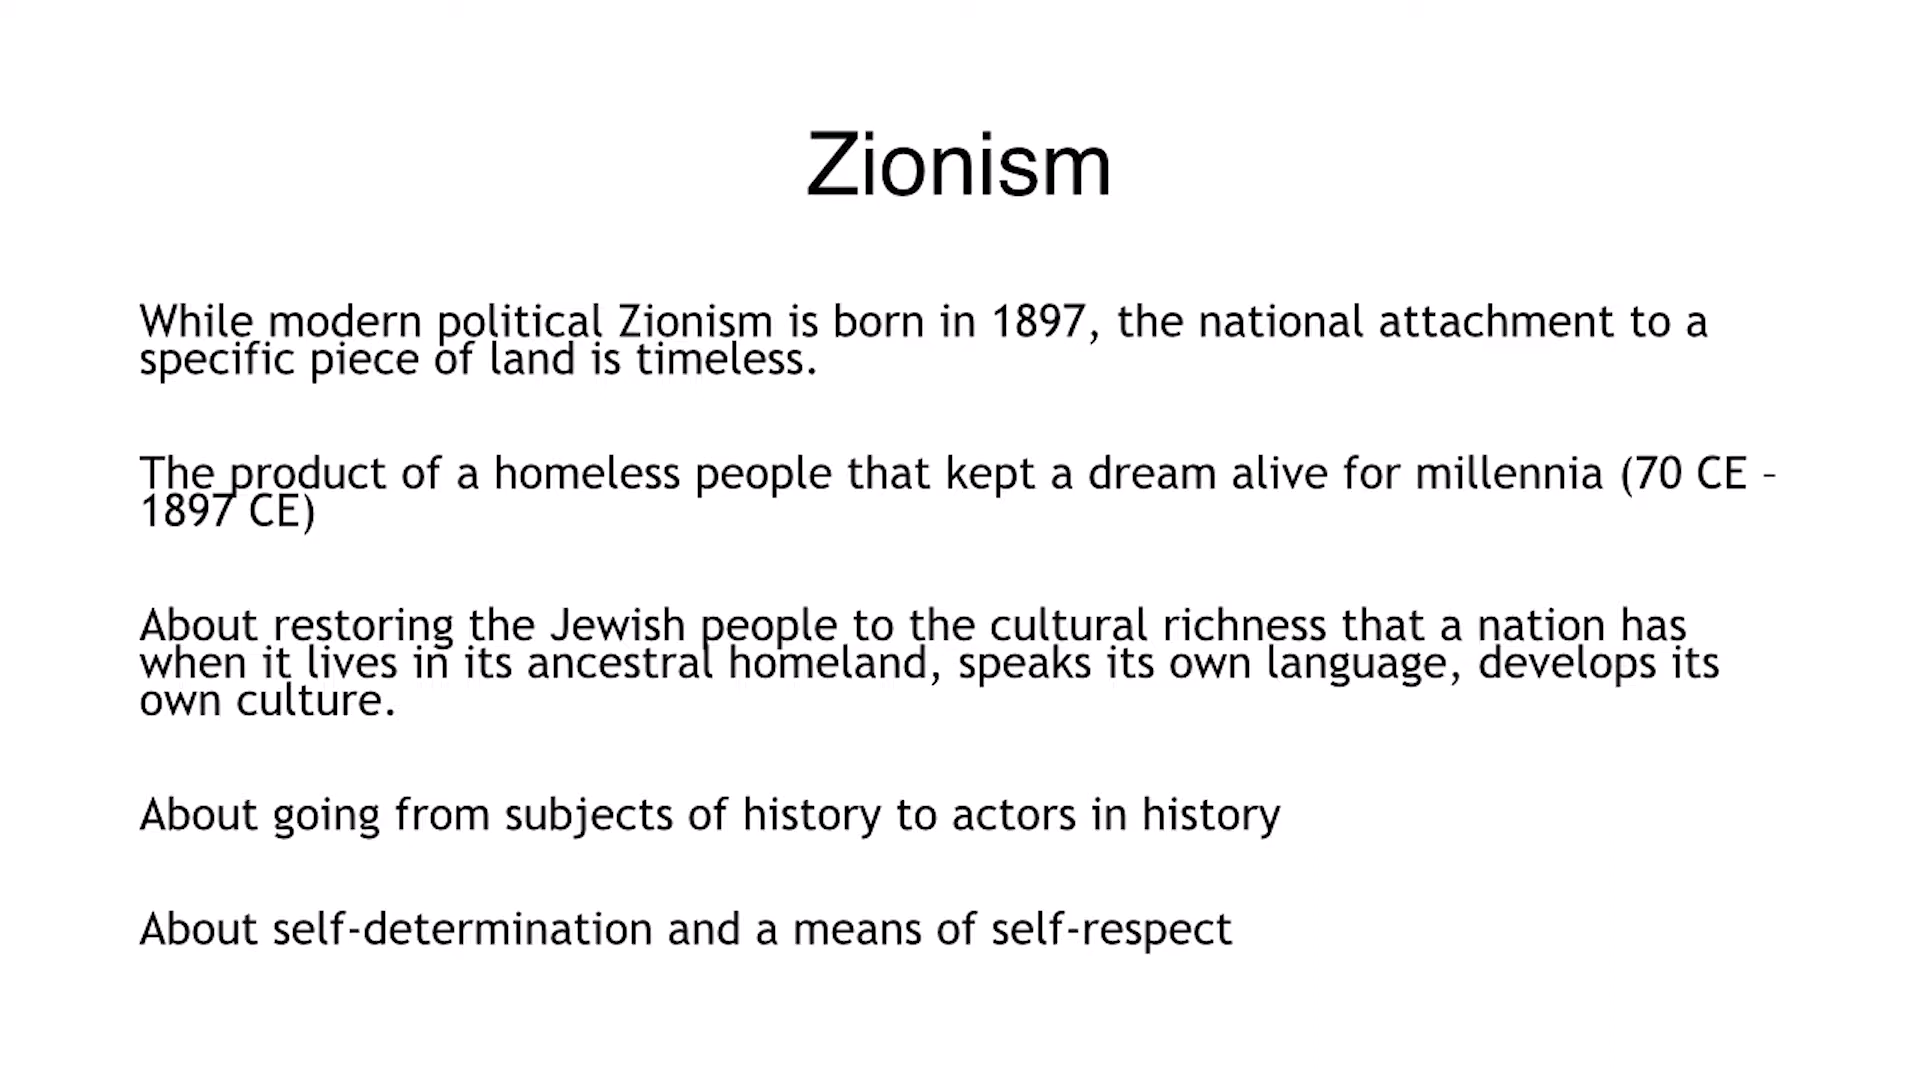 Zionism
While modern political Zionism is born in 1897, the national attachment to a
specific piece of land is timeless.
The product of a homeless people that kept a dream alive for millennia (70 CE –
1897 CE)
About restoring the Jewish people to the cultural richness that a nation has
when it lives in its ancestral homeland, speaks its own language, develops its
own culture.
About going from subjects of history to actors in history
About self-determination and a means of self-respect